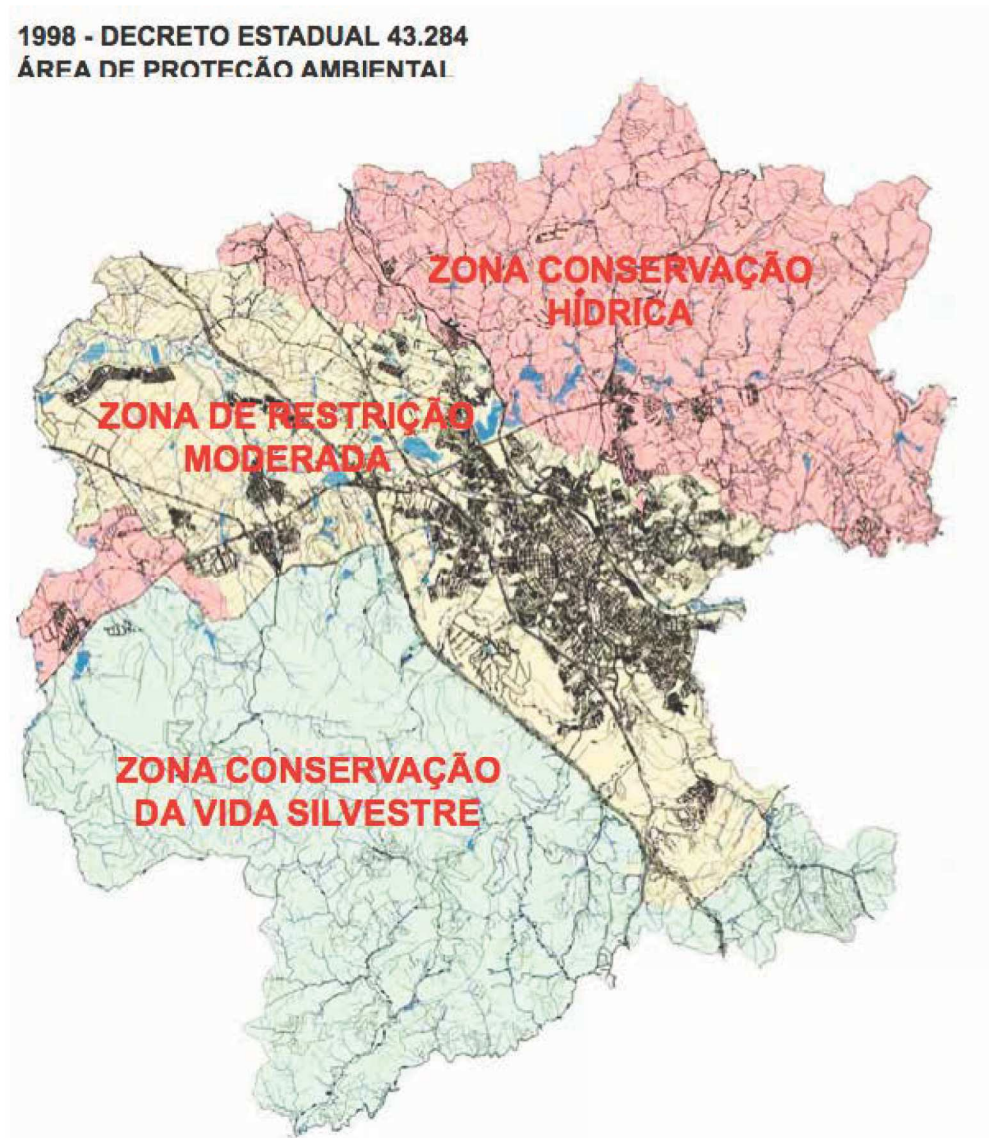 1998 - DECRETO ESTADUAL 43.284
ÁREA DE PROTEÇÃO AMBIENTAL
ZONA CONSERVAÇÃO
HÍDRICA
ZONA DE RESTRIÇÃO
MODERADA
ZONA CONSERVAÇÃO
DA VIDA SILVESTRE